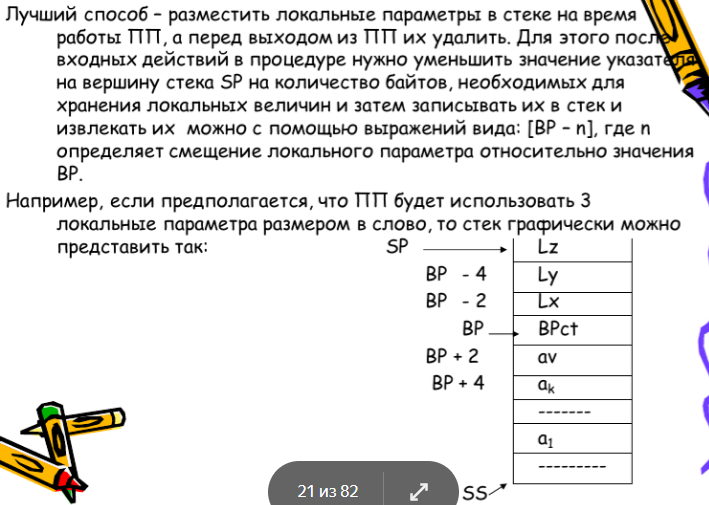 Лучший способ – разместить локальные параметры в стеке на время
работы ПП, а перед выходом из ПП их удалить. Для этого после
входных действий в процедуре нужно уменьшить значение указателя
на вершину стека SP на количество байтов, необходимых для
хранения локальных величин и затем записывать их в стек и
извлекать их можно с помощью выражений вида: [BP – n], где n
определяет смещение локального параметра относительно значения
BP.
Например, если предполагается, что ПП будет использовать 3
локальные параметра размером в слово, то стек графически можно
представить так:
SP Lz
BP - 4 Ly
BP - 2 Lx
BP BPст
BP + 2 av
BP + 4 ak
-------
a1
---------
SS
21 из 82